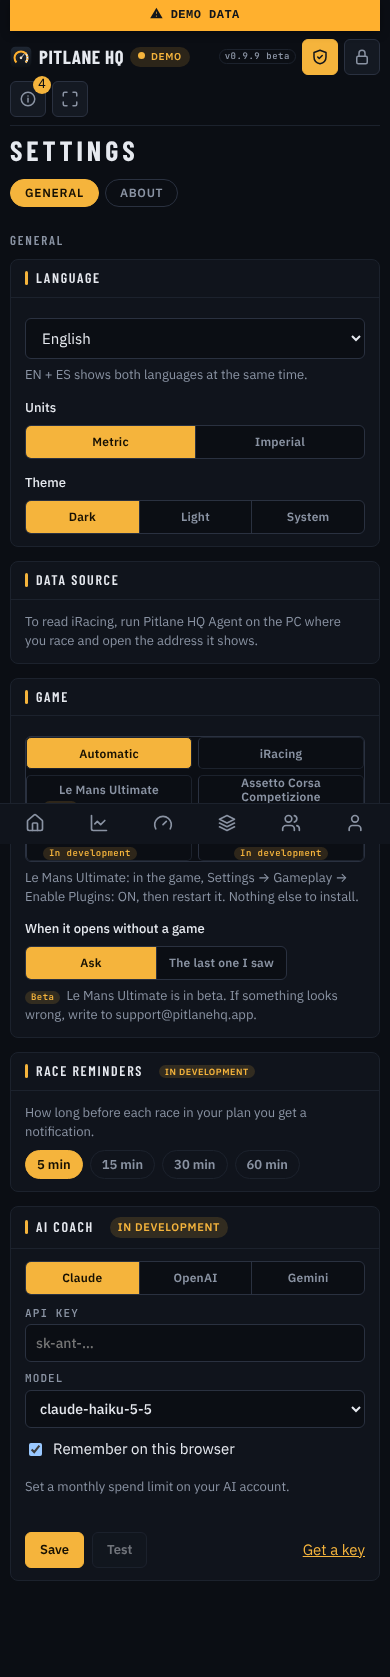 ⚠ DEMO DATA
PITLANE HQ
DEMO
v0.9.9 beta
4
SETTINGS
GENERAL
ABOUT
GENERAL
LANGUAGE
English
EN + ES shows both languages at the same time.
Units
Metric
Imperial
Theme
Dark
Light
System
DATA SOURCE
To read iRacing, run Pitlane HQ Agent on the PC where
you race and open the address it shows.
GAME
Automatic
iRacing
Le Mans Ultimate
Assetto Corsa
Competizione
In development
In development
Le Mans Ultimate: in the game, Settings → Gameplay →
Enable Plugins: ON, then restart it. Nothing else to install.
When it opens without a game
Ask
The last one I saw
Beta Le Mans Ultimate is in beta. If something looks
wrong, write to support@pitlanehq.app.
RACE REMINDERS
IN DEVELOPMENT
How long before each race in your plan you get a
notification.
5 min
15 min
30 min
60 min
AI COACH
IN DEVELOPMENT
Claude
OpenAI
Gemini
API KEY
sk-ant-...
MODEL
claude-haiku-5-5
Remember on this browser
Set a monthly spend limit on your AI account.
Save
Test
Get a key